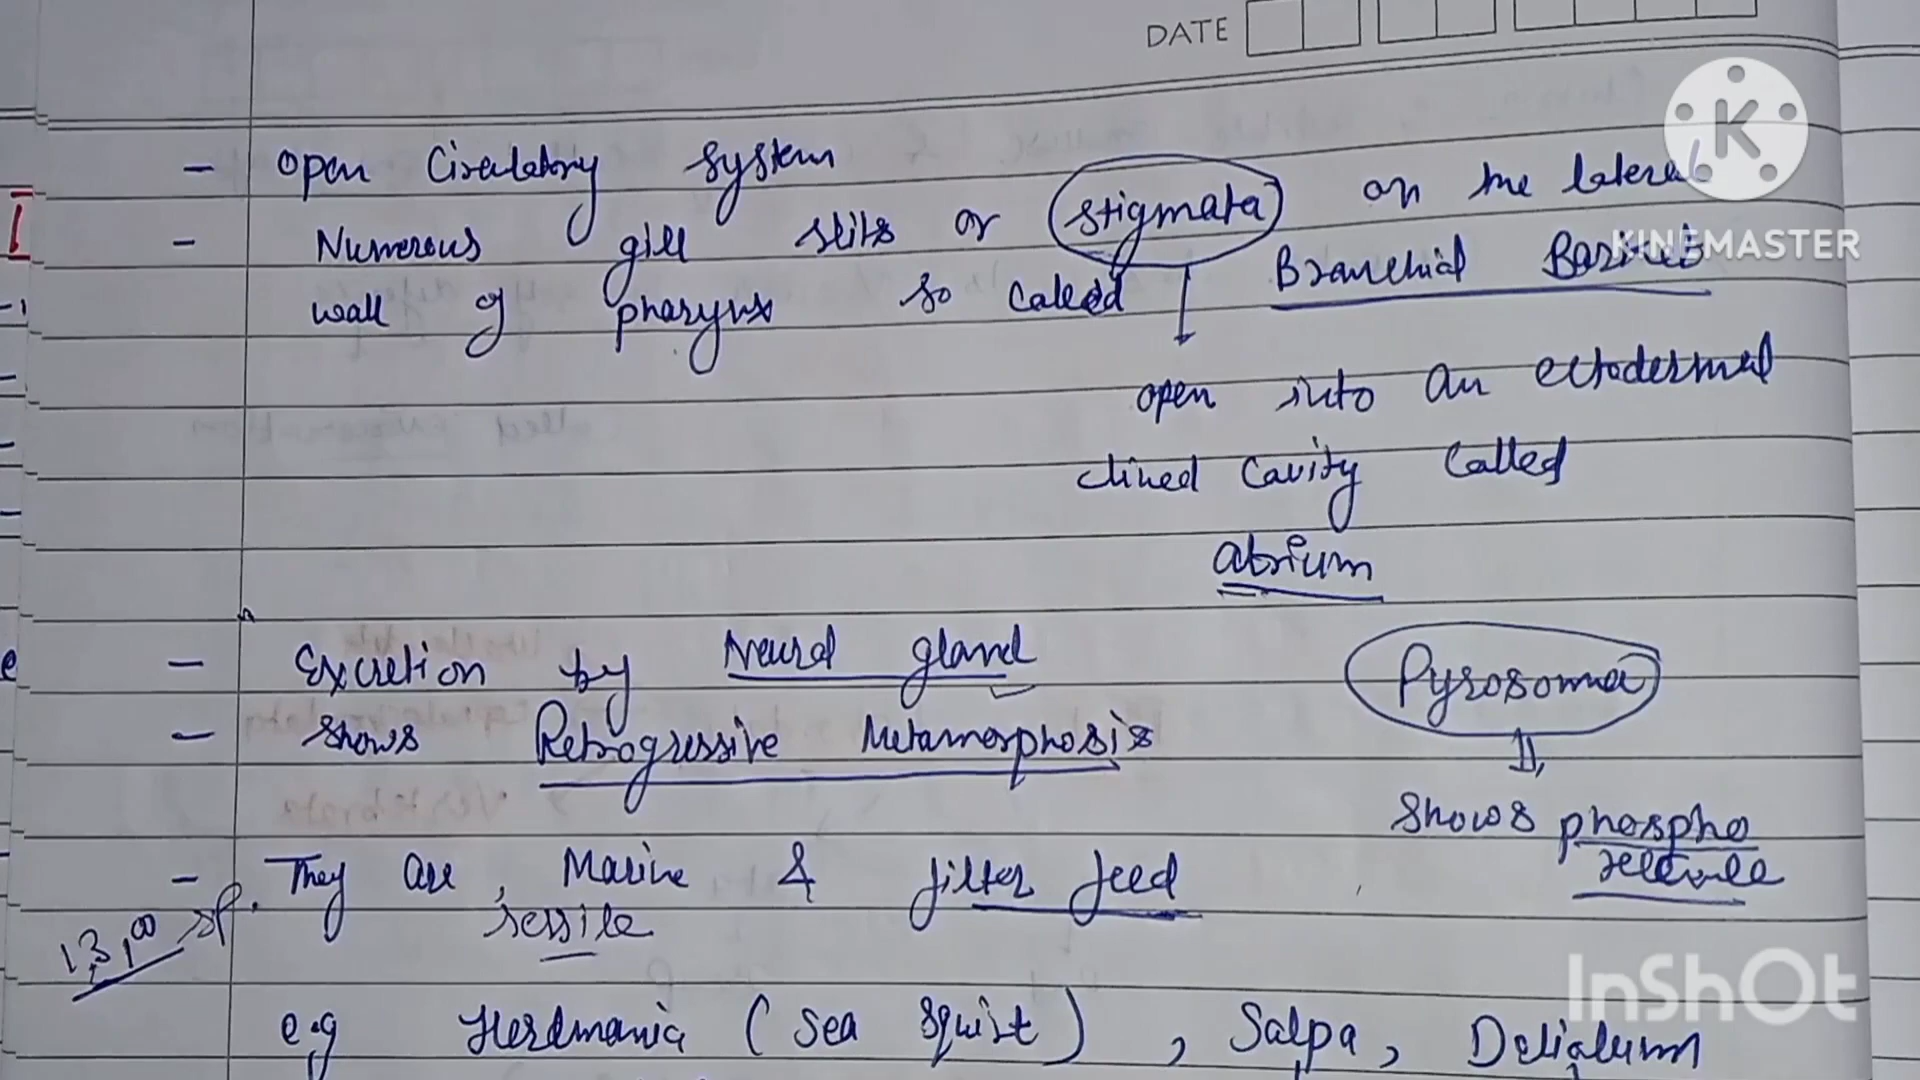 DATE
K
KINEMASTER
- Open Circulatory system
- Numerous gill slits or stigmata on the lateral
wall of pharynx so called Branchial Basket
open into an ectodermal
lined cavity called
atrium
- Excretion by Neural gland
- Shows Retrogressive Metamorphosis
Pyrosoma
Shows phospho
- They are, Marine & filter feed
sessile
e.g Herdmania (Sea Squirt), Salpa, Doliolum
InShOt